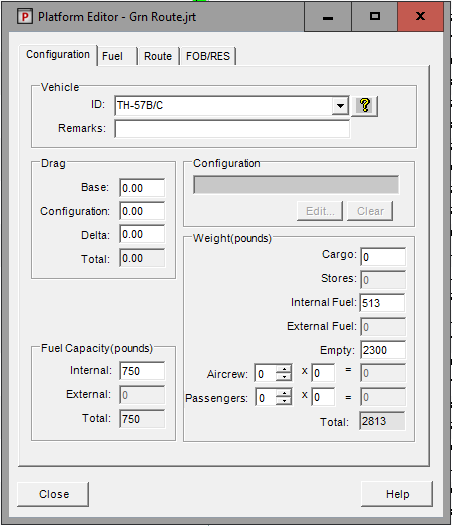 Platform Editor - Grn Route.jrt
Configuration Fuel Route FOB/RES
Vehicle
ID: TH-57B/C ?
Remarks:
Drag
Base: 0.00
Configuration: 0.00
Delta: 0.00
Total: 0.00
Configuration
Edit... Clear
Weight(pounds)
Cargo: 0
Stores: 0
Internal Fuel: 513
External Fuel: 0
Empty: 2300
Aircrew: 0 x 0 = 0
Passengers: 0 x 0 = 0
Total: 2813
Fuel Capacity(pounds)
Internal: 750
External: 0
Total: 750
Close Help